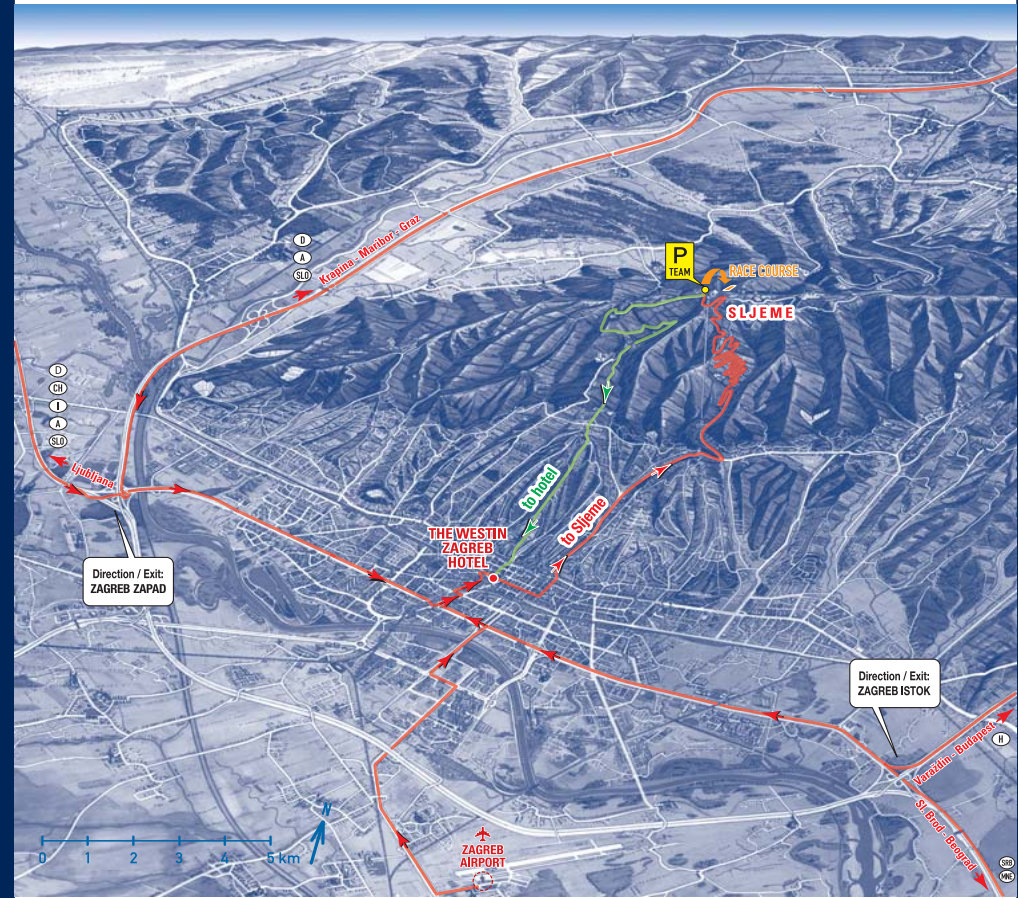 D
A
SLO
Krapina - Maribor - Graz
P
TEAM
RACE COURSE
SLJEME
D
CH
I
A
SLO
Ljubljana
to hotel
to Sljeme
THE WESTIN
ZAGREB
HOTEL
Direction / Exit:
ZAGREB ZAPAD
Direction / Exit:
ZAGREB ISTOK
Varaždin - Budapest
H
Sl. Brod - Beograd
SRB
MNE
N
0 1 2 3 4 5 km
ZAGREB
AIRPORT